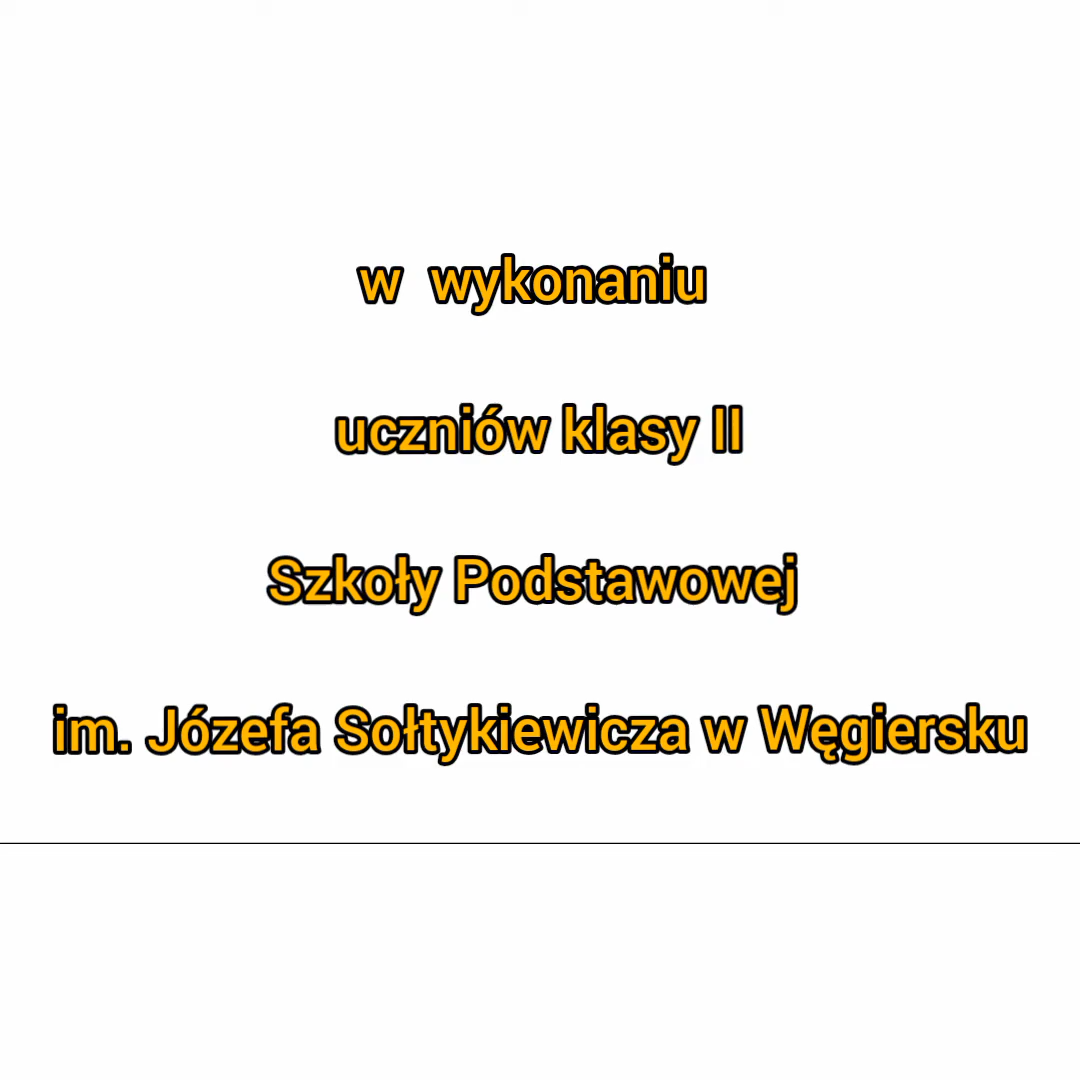 w wykonaniu
uczniów klasy II
Szkoły Podstawowej
im. Józefa Sołtykiewicza w Węgiersku